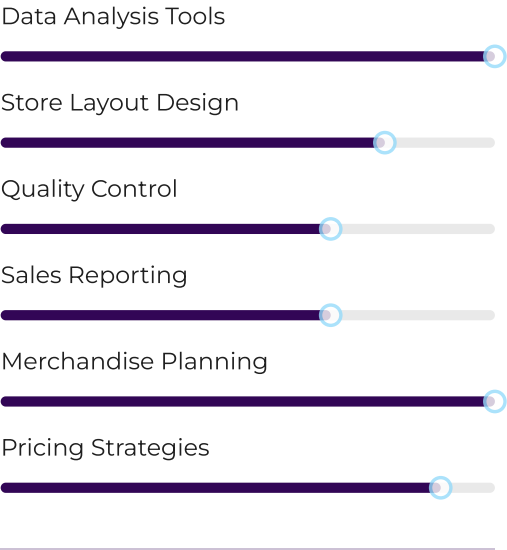 Data Analysis Tools
Store Layout Design
Quality Control
Sales Reporting
Merchandise Planning
Pricing Strategies